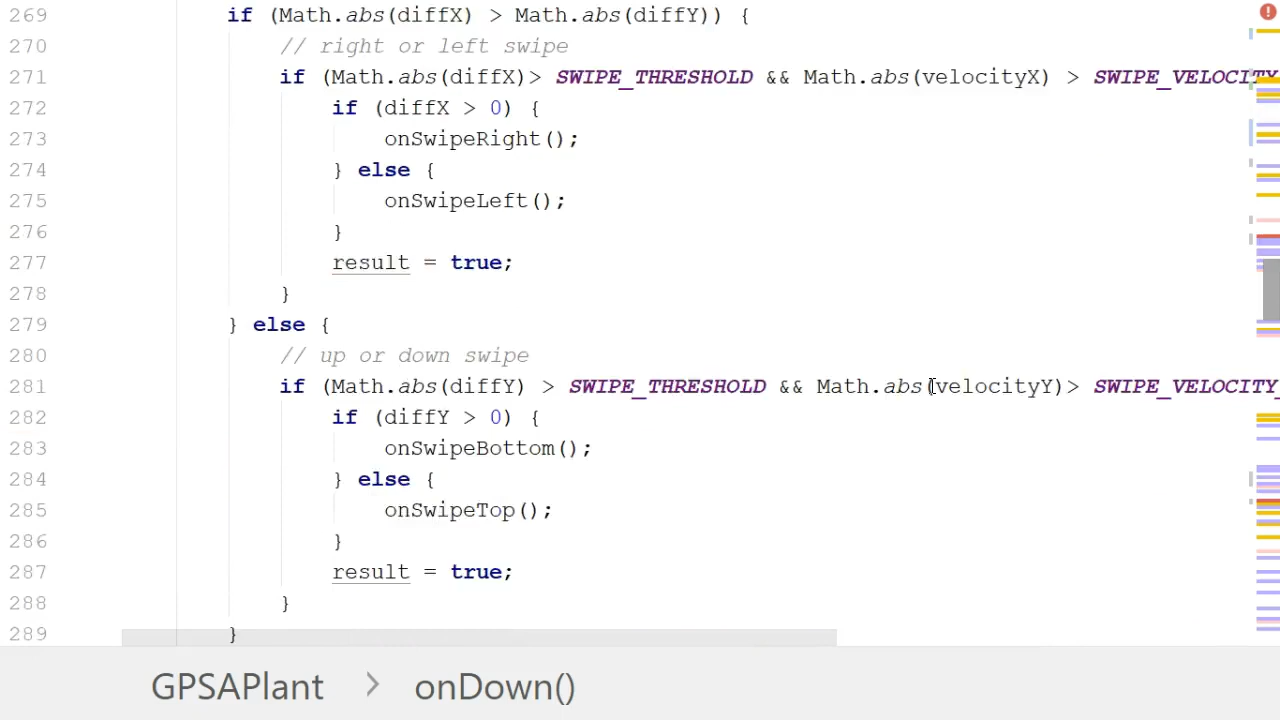 269 if (Math.abs(diffX) > Math.abs(diffY)) {
270 // right or left swipe
271 if (Math.abs(diffX)> SWIPE_THRESHOLD && Math.abs(velocityX) > SWIPE_VELOCITY
272 if (diffX > 0) {
273 onSwipeRight();
274 } else {
275 onSwipeLeft();
276 }
277 result = true;
278 }
279 } else {
280 // up or down swipe
281 if (Math.abs(diffY) > SWIPE_THRESHOLD && Math.abs(velocityY)> SWIPE_VELOCITY_
282 if (diffY > 0) {
283 onSwipeBottom();
284 } else {
285 onSwipeTop();
286 }
287 result = true;
288 }
289 }
GPSAPlant > onDown()